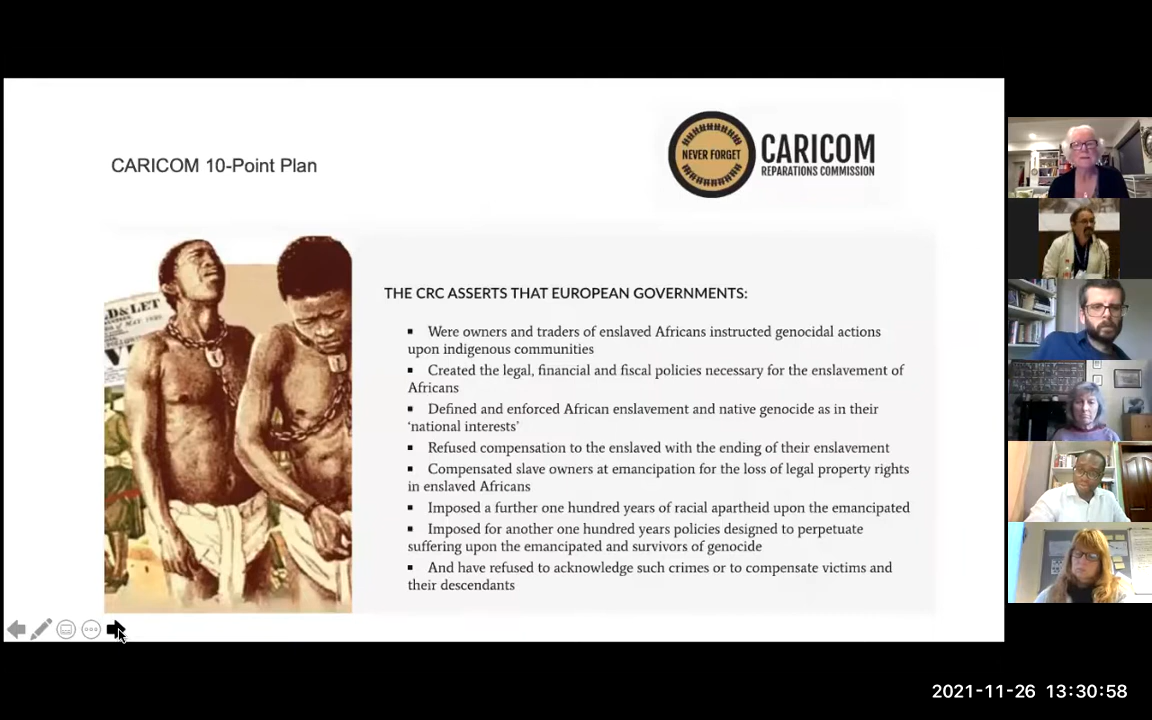 CARICOM 10-Point Plan
NEVER FORGET
CARICOM
REPARATIONS COMMISSION
D& LET
THE CRC ASSERTS THAT EUROPEAN GOVERNMENTS:
▪ Were owners and traders of enslaved Africans instructed genocidal actions
upon indigenous communities
▪ Created the legal, financial and fiscal policies necessary for the enslavement of
Africans
▪ Defined and enforced African enslavement and native genocide as in their
‘national interests’
▪ Refused compensation to the enslaved with the ending of their enslavement
▪ Compensated slave owners at emancipation for the loss of legal property rights
in enslaved Africans
▪ Imposed a further one hundred years of racial apartheid upon the emancipated
▪ Imposed for another one hundred years policies designed to perpetuate
suffering upon the emancipated and survivors of genocide
▪ And have refused to acknowledge such crimes or to compensate victims and
their descendants
2021-11-26 13:30:58